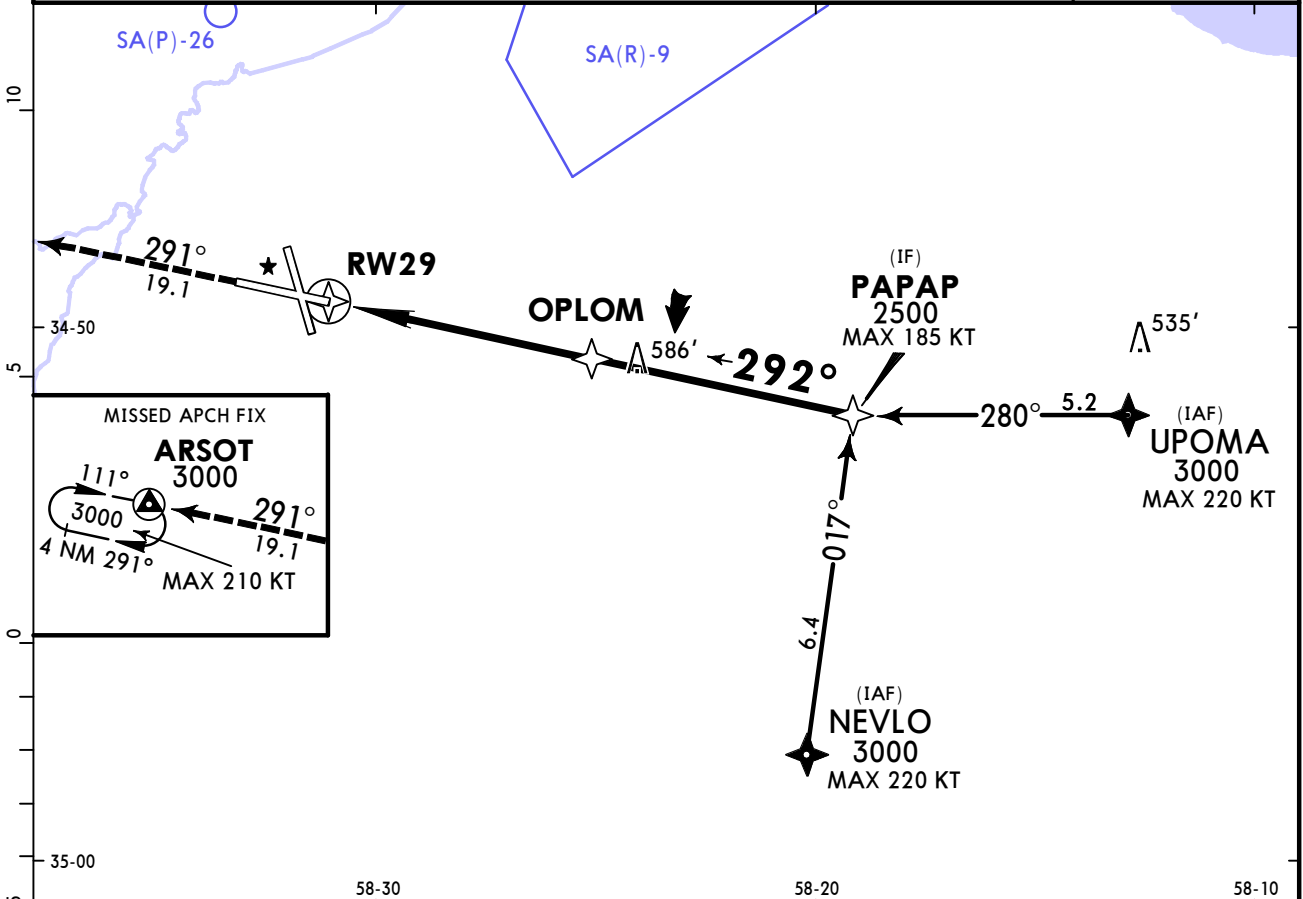 SA(P)-26
SA(R)-9
10
291°
19.1
RW29
(IF)
PAPAP
2500
MAX 185 KT
OPLOM
535'
34-50
586'
292°
5
280°
5.2
(IAF)
UPOMA
3000
MAX 220 KT
MISSED APCH FIX
ARSOT
3000
111°
3000
291°
19.1
4 NM 291°
MAX 210 KT
017°
6.4
0
(IAF)
NEVLO
3000
MAX 220 KT
35-00
58-30
58-20
58-10